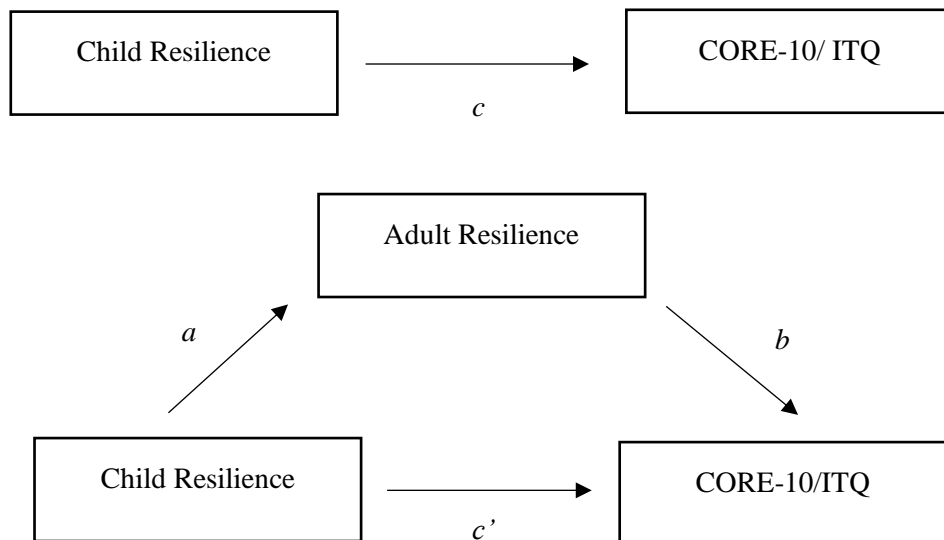 Child Resilience
CORE-10/ ITQ
c
Adult Resilience
a
b
Child Resilience
CORE-10/ITQ
c’